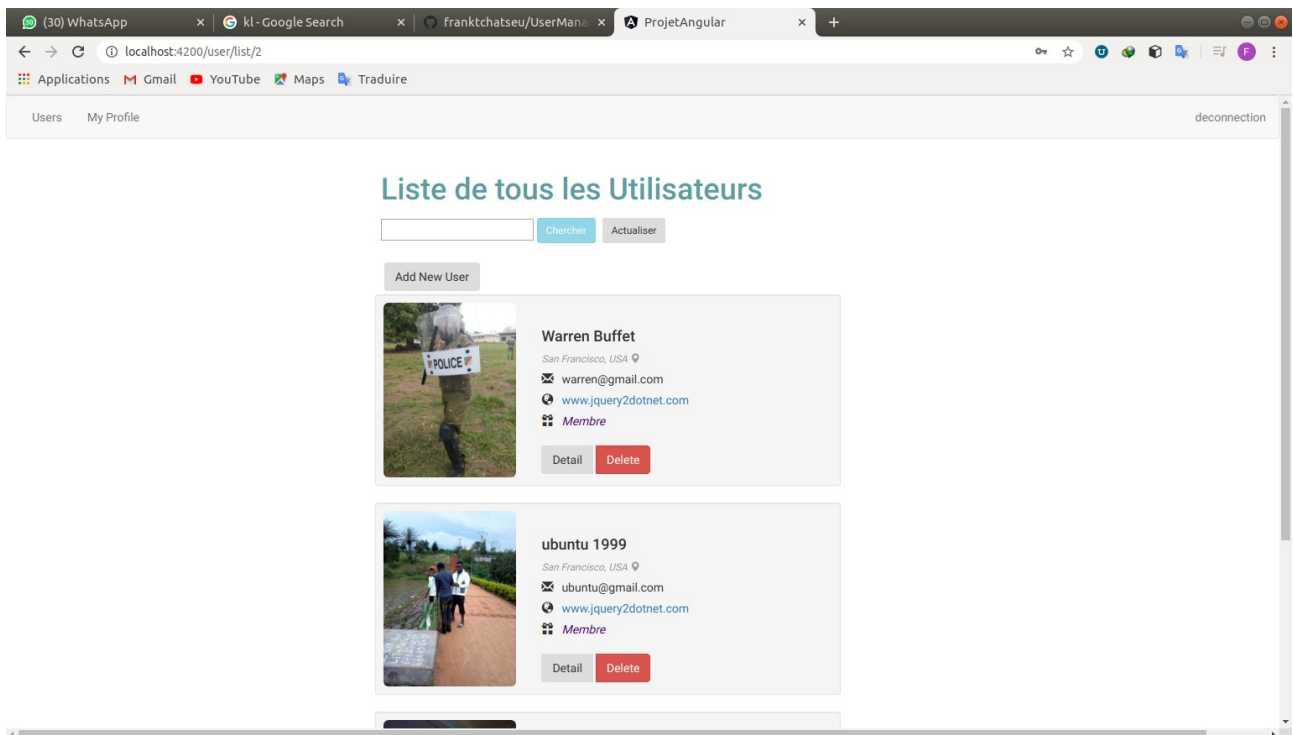 (30) WhatsApp
kl - Google Search
franktchatseu/UserMana
ProjetAngular
localhost:4200/user/list/2
Applications
Gmail
YouTube
Maps
Traduire
F
Users
My Profile
deconnection
Liste de tous les Utilisateurs
Chercher
Actualiser
Add New User
POLICE
Warren Buffet
San Francisco, USA
warren@gmail.com
www.jquery2dotnet.com
Membre
Detail
Delete
ubuntu 1999
San Francisco, USA
ubuntu@gmail.com
www.jquery2dotnet.com
Membre
Detail
Delete